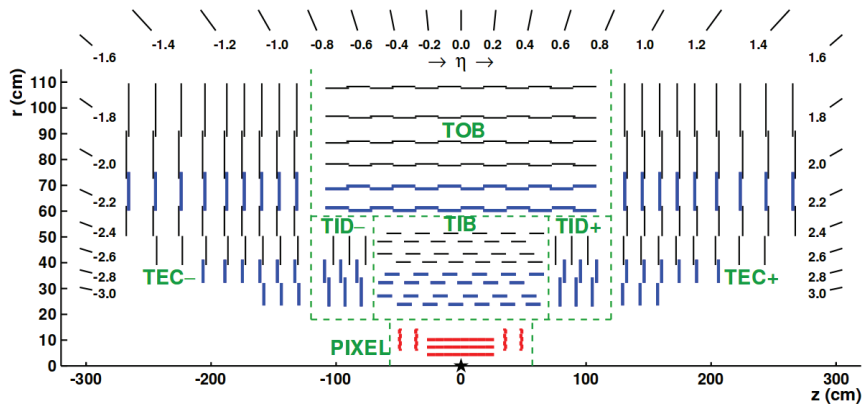 -1.6 -1.4 -1.2 -1.0 -0.8 -0.6 -0.4 -0.2 0.0 0.2 0.4 0.6 0.8 1.0 1.2 1.4 1.6
→ η →
r (cm)
110
100
90
80
70
60
50
40
30
20
10
0
-1.8
-2.0
-2.2
-2.4
-2.6
-2.8
-3.0
TOB
TID− TIB TID+
TEC− TEC+
PIXEL
1.8
2.0
2.2
2.4
2.6
2.8
3.0
-300 -200 -100 0 100 200 300
z (cm)